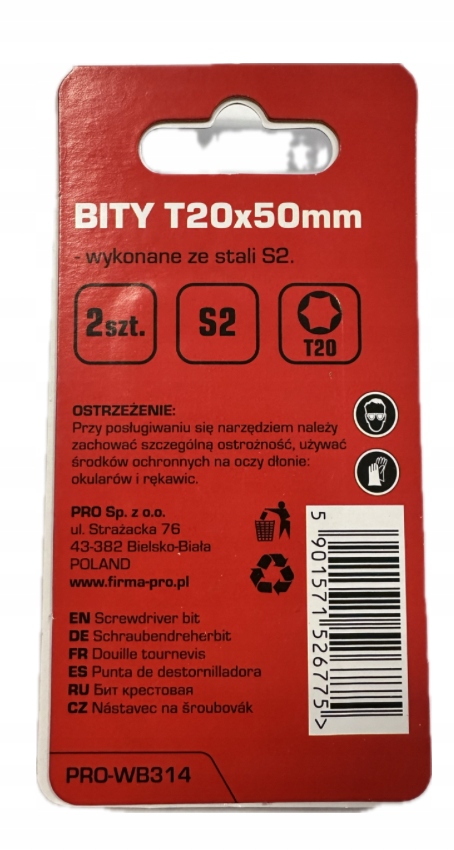 BITY T20x50mm
- wykonane ze stali S2.
2szt.
S2
T20
OSTRZEŻENIE:
Przy posługiwaniu się narzędziem należy
zachować szczególną ostrożność, używać
środków ochronnych na oczy dłonie:
okularów i rękawic.
PRO Sp. z o.o.
ul. Strażacka 76
43-382 Bielsko-Biała
POLAND
www.firma-pro.pl
EN Screwdriver bit
DE Schraubendreherbit
FR Douille tournevis
ES Punta de destornilladora
RU Бит крестовая
CZ Nástavec na šroubovák
5 901571 526775 >
PRO-WB314